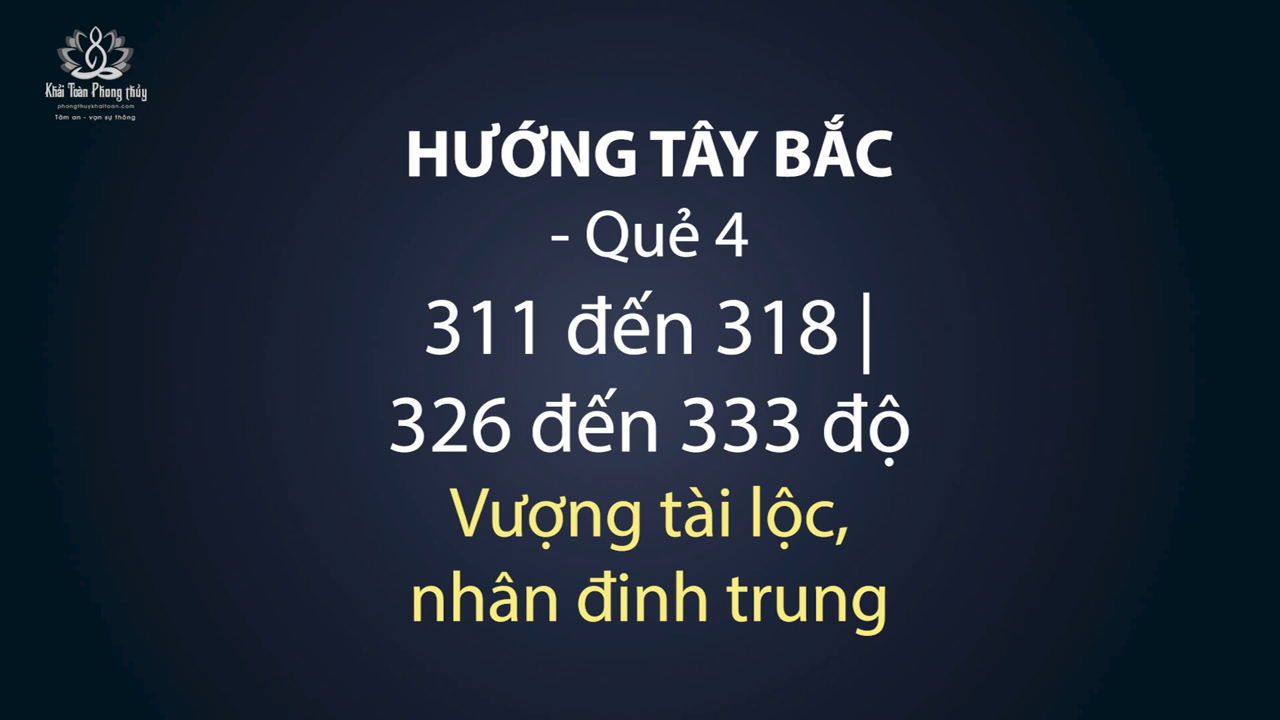 Khải Toàn Phong thủy
phongthuykhaitoan.com
Tâm an - vạn sự thông
HƯỚNG TÂY BẮC
- Quẻ 4
311 đến 318 |
326 đến 333 độ
Vượng tài lộc,
nhân đinh trung